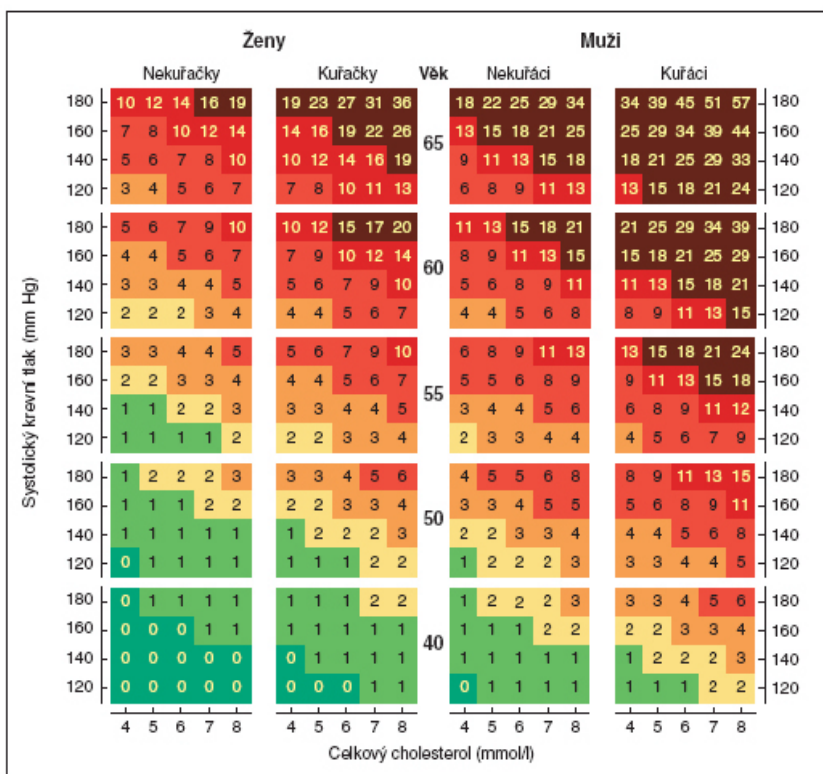 Ženy Muži
Nekuřačky Kuřačky Věk Nekuřáci Kuřáci
180 10 12 14 16 19 19 23 27 31 36 18 22 25 29 34 34 39 45 51 57 180
160 7 8 10 12 14 14 16 19 22 26 13 15 18 21 25 25 29 34 39 44 160
65
140 5 6 7 8 10 10 12 14 16 19 9 11 13 15 18 18 21 25 29 33 140
120 3 4 5 6 7 7 8 10 11 13 6 8 9 11 13 13 15 18 21 24 120
180 5 6 7 9 10 10 12 15 17 20 11 13 15 18 21 21 25 29 34 39 180
160 4 4 5 6 7 7 9 10 12 14 8 9 11 13 15 15 18 21 25 29 160
60
140 3 3 4 4 5 5 6 7 9 10 5 6 8 9 11 11 13 15 18 21 140
120 2 2 2 3 4 4 4 5 6 7 4 4 5 6 8 8 9 11 13 15 120
180 3 3 4 4 5 5 6 7 9 10 6 8 9 11 13 13 15 18 21 24 180
160 2 2 3 3 4 4 4 5 6 7 5 5 6 8 9 9 11 13 15 18 160
55
140 1 1 2 2 3 3 3 4 4 5 3 4 4 5 6 6 8 9 11 12 140
120 1 1 1 1 2 2 2 3 3 4 2 3 3 4 4 4 5 6 7 9 120
180 1 2 2 2 3 3 3 4 5 6 4 5 5 6 8 8 9 11 13 15 180
160 1 1 1 2 2 2 2 3 3 4 3 3 4 5 5 5 6 8 9 11 160
50
140 1 1 1 1 1 1 2 2 2 3 2 2 3 3 4 4 4 5 6 8 140
120 0 1 1 1 1 1 1 1 2 2 1 2 2 2 3 3 3 4 4 5 120
180 0 1 1 1 1 1 1 1 2 2 1 2 2 2 3 3 3 4 5 6 180
160 0 0 0 1 1 1 1 1 1 1 1 1 1 2 2 2 2 3 3 4 160
40
140 0 0 0 0 0 0 1 1 1 1 1 1 1 1 1 1 2 2 2 3 140
120 0 0 0 0 0 0 0 0 1 1 0 1 1 1 1 1 1 1 2 2 120
4 5 6 7 8 4 5 6 7 8 4 5 6 7 8 4 5 6 7 8
Celkový cholesterol (mmol/l)
Systolický krevní tlak (mm Hg)